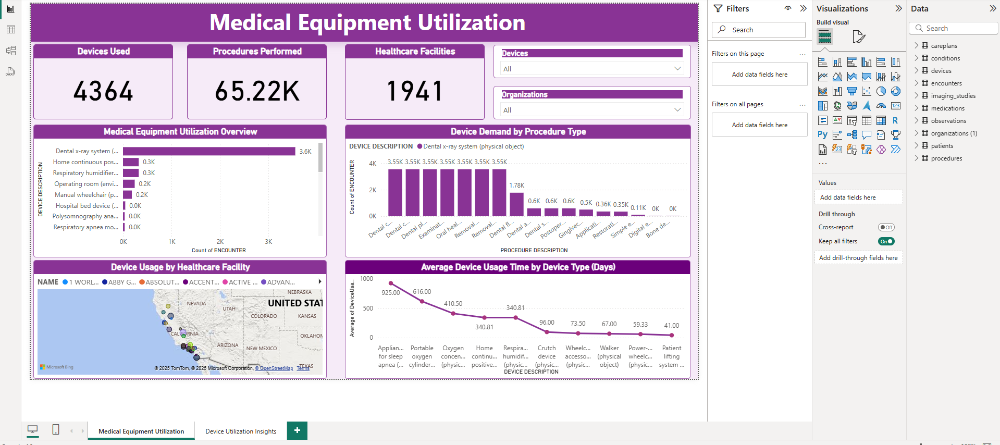 Medical Equipment Utilization
Devices Used
4364
Procedures Performed
65.22K
Healthcare Facilities
1941
Devices
All
Organizations
All
Medical Equipment Utilization Overview
DEVICE DESCRIPTION
Dental x-ray system (... 3.6K
Home continuous pos... 0.3K
Respiratory humidifier... 0.3K
Operating room (envi... 0.2K
Manual wheelchair (p... 0.2K
Hospital bed device (... 0.0K
Polysomnography ana... 0.0K
Respiratory apnea mo... 0.0K
0K 1K 2K 3K
Count of ENCOUNTER
Device Demand by Procedure Type
DEVICE DESCRIPTION Dental x-ray system (physical object)
Count of ENCOUNTER
4K
2K
0K
3.55K 3.55K 3.55K 3.55K 3.55K 3.55K 3.55K 1.78K 0.6K 0.6K 0.6K 0.5K 0.36K 0.35K 0.11K 0K 0K
Dental c... Dental c... Dental pl... Examinat... Oral heal... Removal... Removal... Dental fl... Dental a... Dental s... Postoper... Gingivec... Applicati... Restorati... Simple e... Digital e... Bone de...
PROCEDURE DESCRIPTION
Device Usage by Healthcare Facility
NAME 1 WORL... ABBY G... ABSOLUT... ACCENT... ACTIVE ... ADVAN...
NEBRASKA
UNITED STAT
NEVADA
UTAH
COLORADO
KANSAS
CALIFORNIA
OKLAHOM
ARIZONA
NEW MEXICO
TEXAS
Microsoft Bing
© 2025 TomTom, © 2025 Microsoft Corporation, © OpenStreetMap Terms
Average Device Usage Time by Device Type (Days)
Average of DeviceUsa...
1000
500
0
925.00 616.00 410.50 340.81 340.81 96.00 73.50 67.00 59.33 41.00
Applian... for sleep apnea (...
Portable oxygen cylinder...
Oxygen concen... (physic...
Home continu... positive...
Respira... humidif... (physic...
Crutch device (physic...
Wheelc... accesso... (physic...
Walker (physical object)
Power-... wheelc... (physic...
Patient lifting system ...
DEVICE DESCRIPTION
Medical Equipment Utilization
Device Utilization Insights
+
Filters
Search
Filters on this page ...
Add data fields here
Filters on all pages ...
Add data fields here
Visualizations
Build visual
123
R
Py
123
...
Values
Add data fields here
Drill through
Cross-report Off
Keep all filters On
Add drill-through fields here
Data
Search
careplans
conditions
devices
encounters
imaging_studies
medications
observations
organizations (1)
patients
procedures
DAX